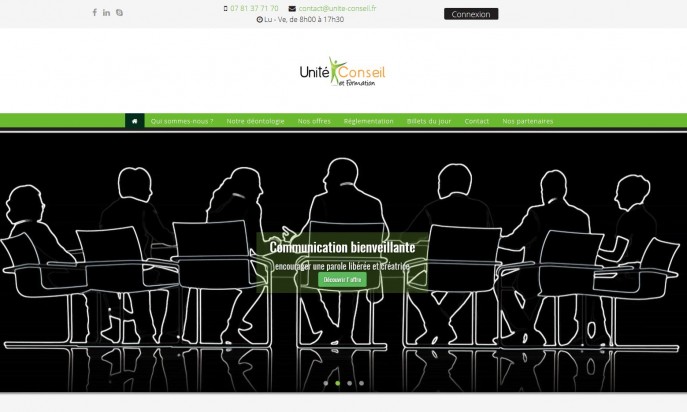 07 81 37 71 70 contact@unite-conseil.fr
Lu - Ve, de 8h00 à 17h30
Connexion
Unité Conseil
et Formation
Qui sommes-nous ? Notre déontologie Nos offres Réglementation Billets du jour Contact Nos partenaires
Communication bienveillante
encourager une parole libérée et créatrice
Découvrir l' offre